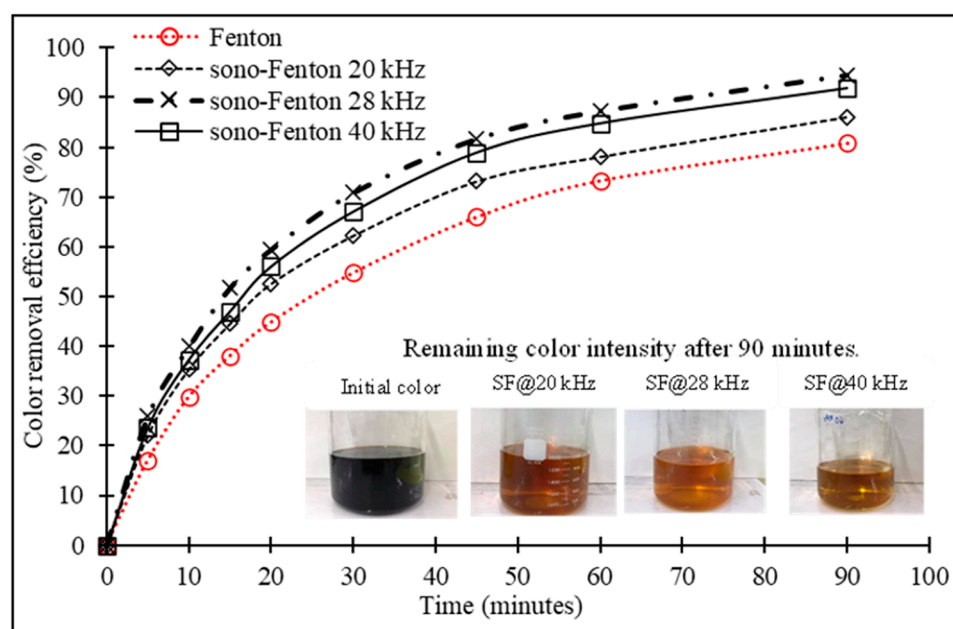 Color removal effciency (%)
100
90
80
70
60
50
40
30
20
10
0
Fenton
sono-Fenton 20 kHz
sono-Fenton 28 kHz
sono-Fenton 40 kHz
Remaining color intensity after 90 minutes.
Initial color
SF@20 kHz
SF@28 kHz
SF@40 kHz
0 10 20 30 40 50 60 70 80 90 100
Time (minutes)